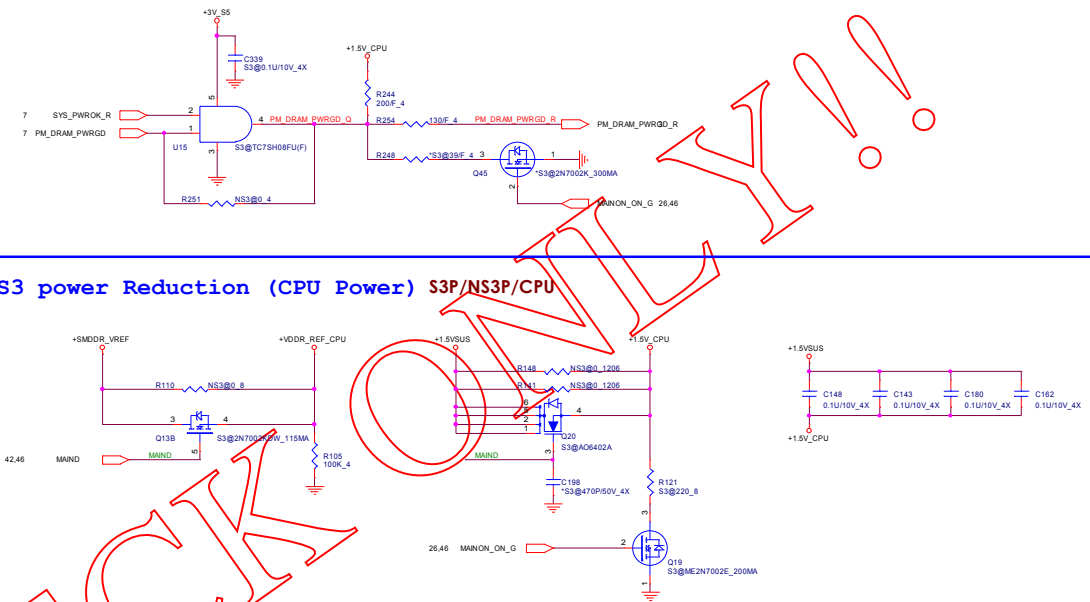 +3V_S5
C339
S3@0.1U/10V_4X
+1.5V_CPU
5
R244
200/F_4
7 SYS_PWROK_R 2
4 PM_DRAM_PWRGD_Q R254 130/F_4 PM_DRAM_PWRGD_R PM_DRAM_PWRGD_R
7 PM_DRAM_PWRGD 1
U15 S3@TC7SH08FU(F)
3
R248 *S3@39/F_4 3 1
Q45 *S3@2N7002K_300MA
2
R251 NS3@0_4
MAINON_ON_G 26,46
S3 power Reduction (CPU Power) S3P/NS3P/CPU
+SMDDR_VREF +VDDR_REF_CPU +1.5VSUS +1.5V_CPU
+1.5VSUS
R148 NS3@0_1206
R110 NS3@0_8
R141 NS3@0_1206
C148 0.1U/10V_4X
C143 0.1U/10V_4X
C180 0.1U/10V_4X
C162 0.1U/10V_4X
+1.5V_CPU
3 4
Q13B S3@2N7002KDW_115MA
5
6
5
2
1
4
Q20
S3@AO6402A
3
R105
100K_4
42,46 MAIND MAIND
MAIND
C198
*S3@470P/50V_4X
R121
S3@220_8
3
26,46 MAINON_ON_G 2
Q19
S3@ME2N7002E_200MA
1
CK ONLY!!